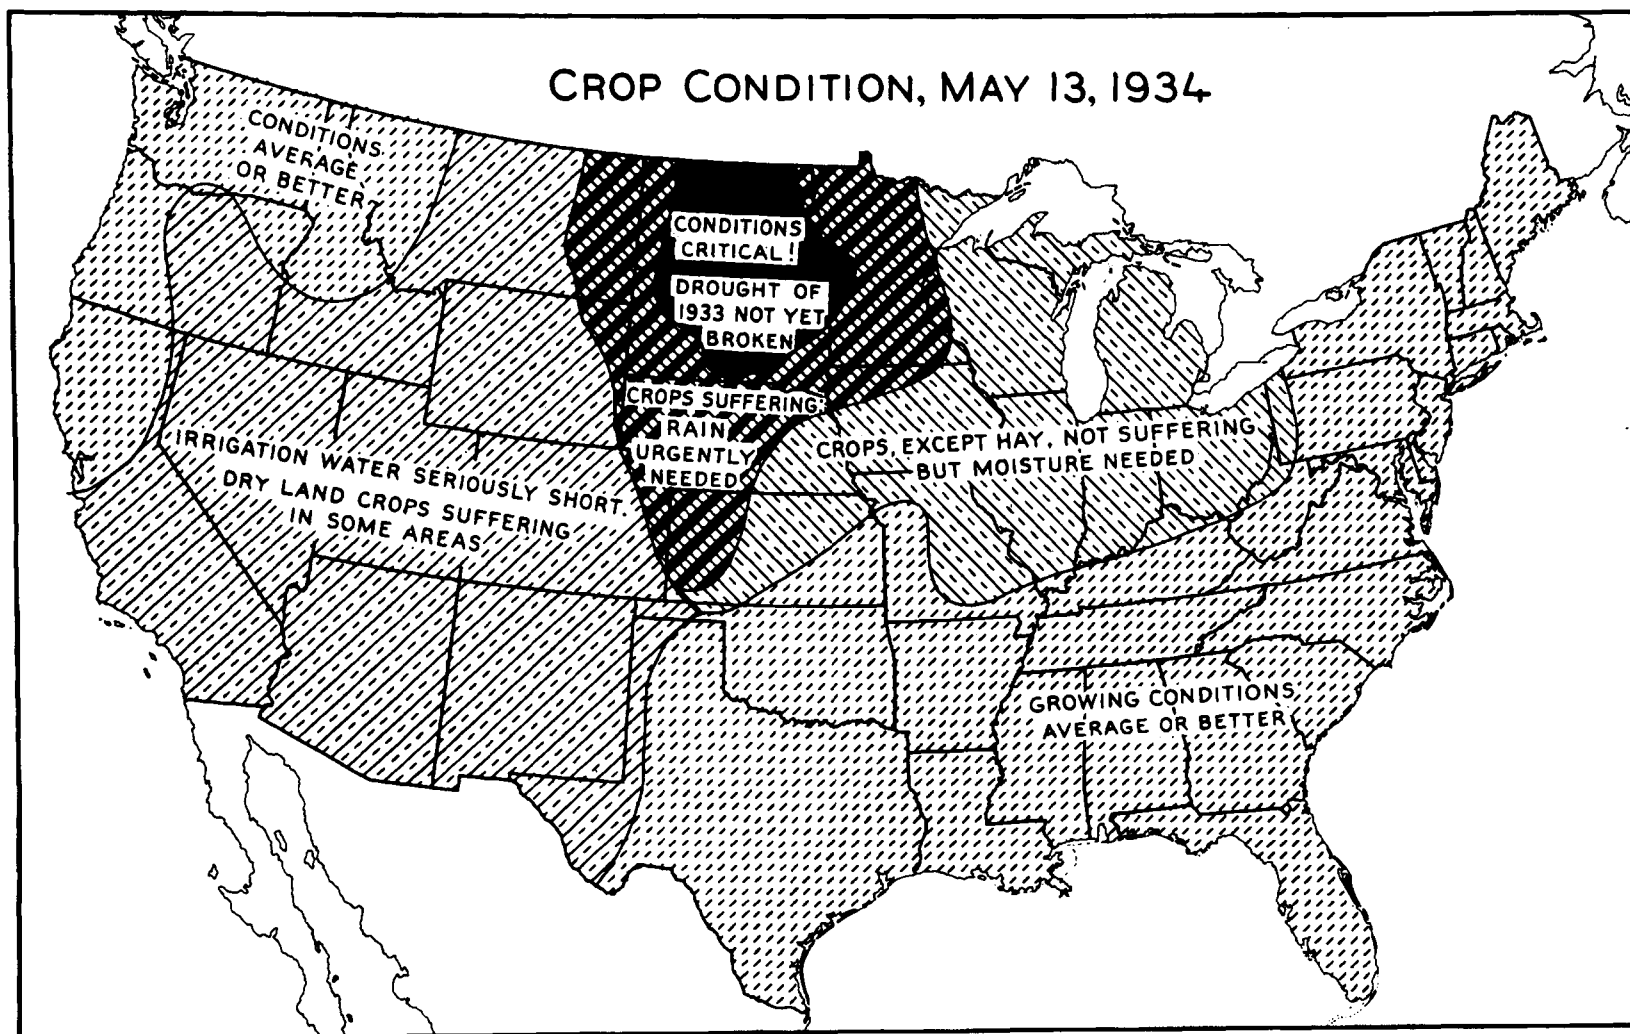 CROP CONDITION, MAY 13, 1934
CONDITIONS
AVERAGE
OR BETTER
CONDITIONS
CRITICAL!
DROUGHT OF
1933 NOT YET
BROKEN
CROPS SUFFERING;
RAIN
URGENTLY
NEEDED
CROPS, EXCEPT HAY, NOT SUFFERING
BUT MOISTURE NEEDED
IRRIGATION WATER SERIOUSLY SHORT.
DRY LAND CROPS SUFFERING
IN SOME AREAS
GROWING CONDITIONS
AVERAGE OR BETTER